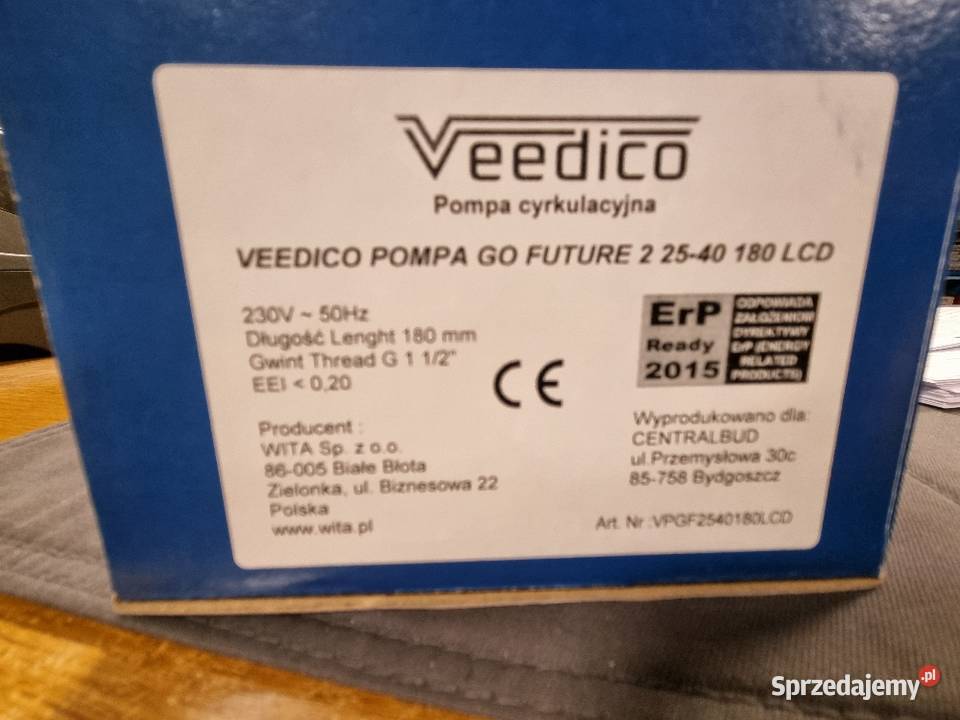 Veedico
Pompa cyrkulacyjna
VEEDICO POMPA GO FUTURE 2 25-40 180 LCD
230V ~ 50Hz
Długość Lenght 180 mm
Gwint Thread G 1 1/2"
EEI < 0,20
CE
ErP
Ready
2015
ODPOWIADA
ZAŁOŻENIOM
DYREKTYWY
ErP (ENERGY
RELATED
PRODUCTS)
Producent :
WITA Sp. z o.o.
86-005 Białe Błota
Zielonka, ul. Biznesowa 22
Polska
www.wita.pl
Wyprodukowano dla:
CENTRALBUD
ul.Przemysłowa 30c
85-758 Bydgoszcz
Art. Nr :VPGF2540180LCD
Sprzedajemy.pl